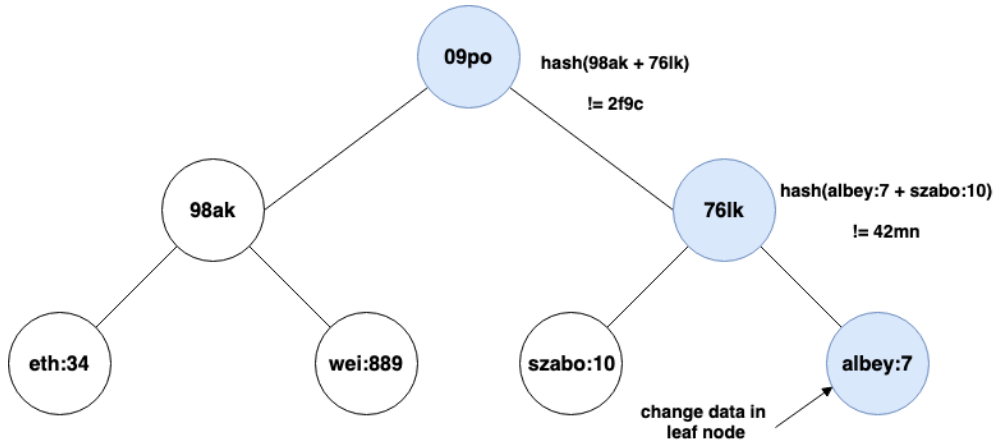 09po
hash(98ak + 76lk)
!= 2f9c
98ak
76lk
hash(albey:7 + szabo:10)
!= 42mn
eth:34
wei:889
szabo:10
albey:7
change data in
leaf node